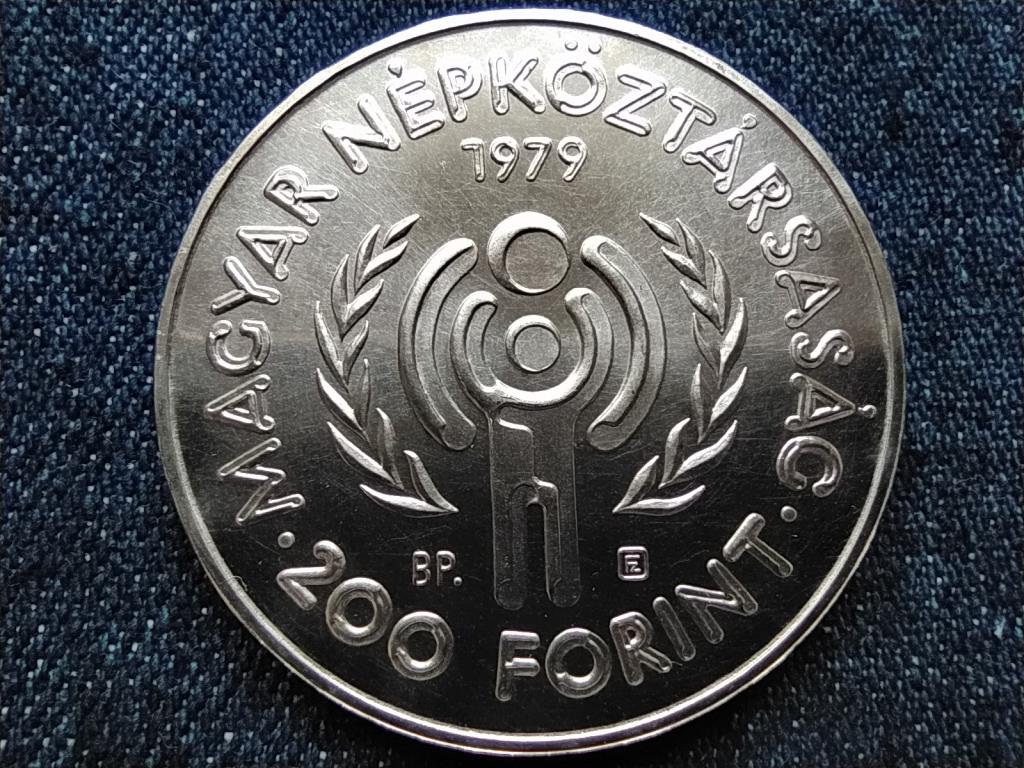 MAGYAR NÉPKÖZTÁRSASÁG
1979
BP.
· 200 FORINT ·